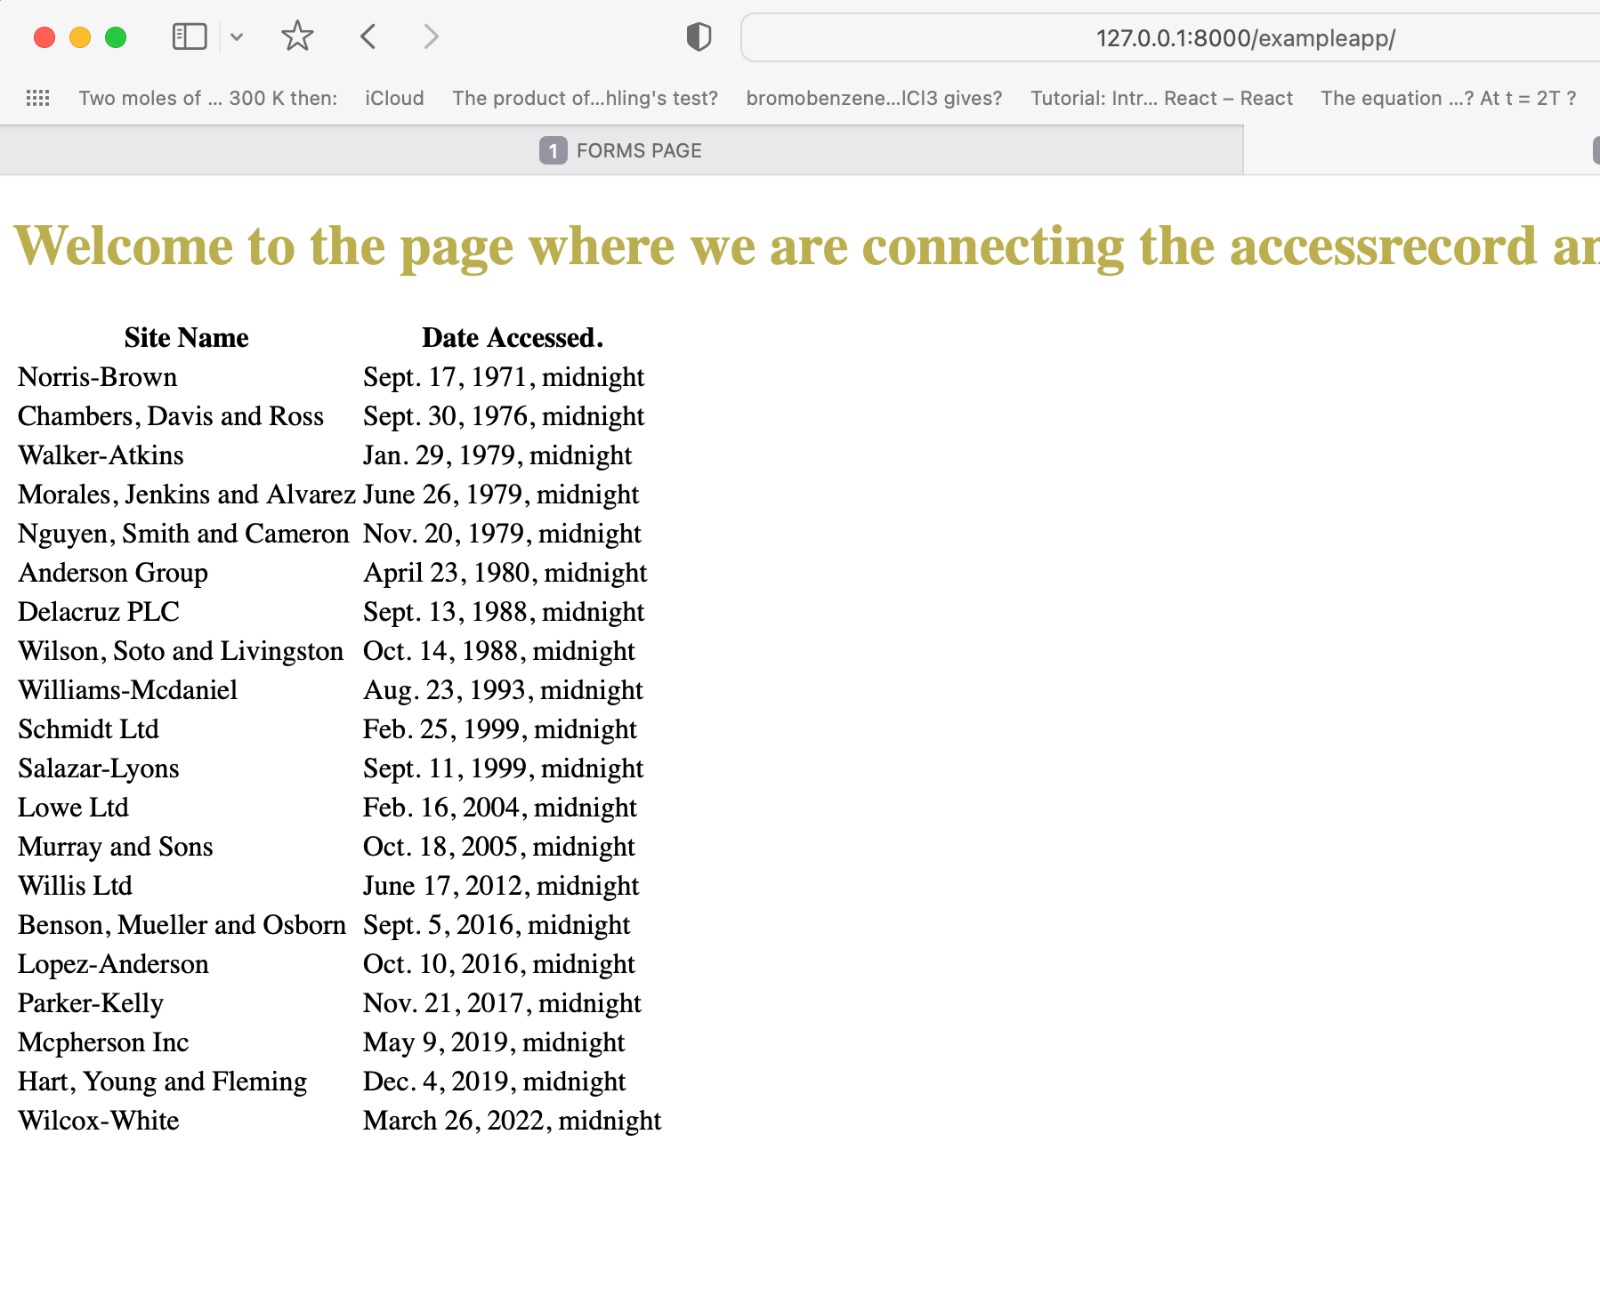 127.0.0.1:8000/exampleapp/
Two moles of ... 300 K then: iCloud The product of...hling's test? bromobenzene...lCl3 gives? Tutorial: Intr... React – React The equation ...? At t = 2T ?
1 FORMS PAGE
Welcome to the page where we are connecting the accessrecord
Site Name Date Accessed.
Norris-Brown Sept. 17, 1971, midnight
Chambers, Davis and Ross Sept. 30, 1976, midnight
Walker-Atkins Jan. 29, 1979, midnight
Morales, Jenkins and Alvarez June 26, 1979, midnight
Nguyen, Smith and Cameron Nov. 20, 1979, midnight
Anderson Group April 23, 1980, midnight
Delacruz PLC Sept. 13, 1988, midnight
Wilson, Soto and Livingston Oct. 14, 1988, midnight
Williams-Mcdaniel Aug. 23, 1993, midnight
Schmidt Ltd Feb. 25, 1999, midnight
Salazar-Lyons Sept. 11, 1999, midnight
Lowe Ltd Feb. 16, 2004, midnight
Murray and Sons Oct. 18, 2005, midnight
Willis Ltd June 17, 2012, midnight
Benson, Mueller and Osborn Sept. 5, 2016, midnight
Lopez-Anderson Oct. 10, 2016, midnight
Parker-Kelly Nov. 21, 2017, midnight
Mcpherson Inc May 9, 2019, midnight
Hart, Young and Fleming Dec. 4, 2019, midnight
Wilcox-White March 26, 2022, midnight